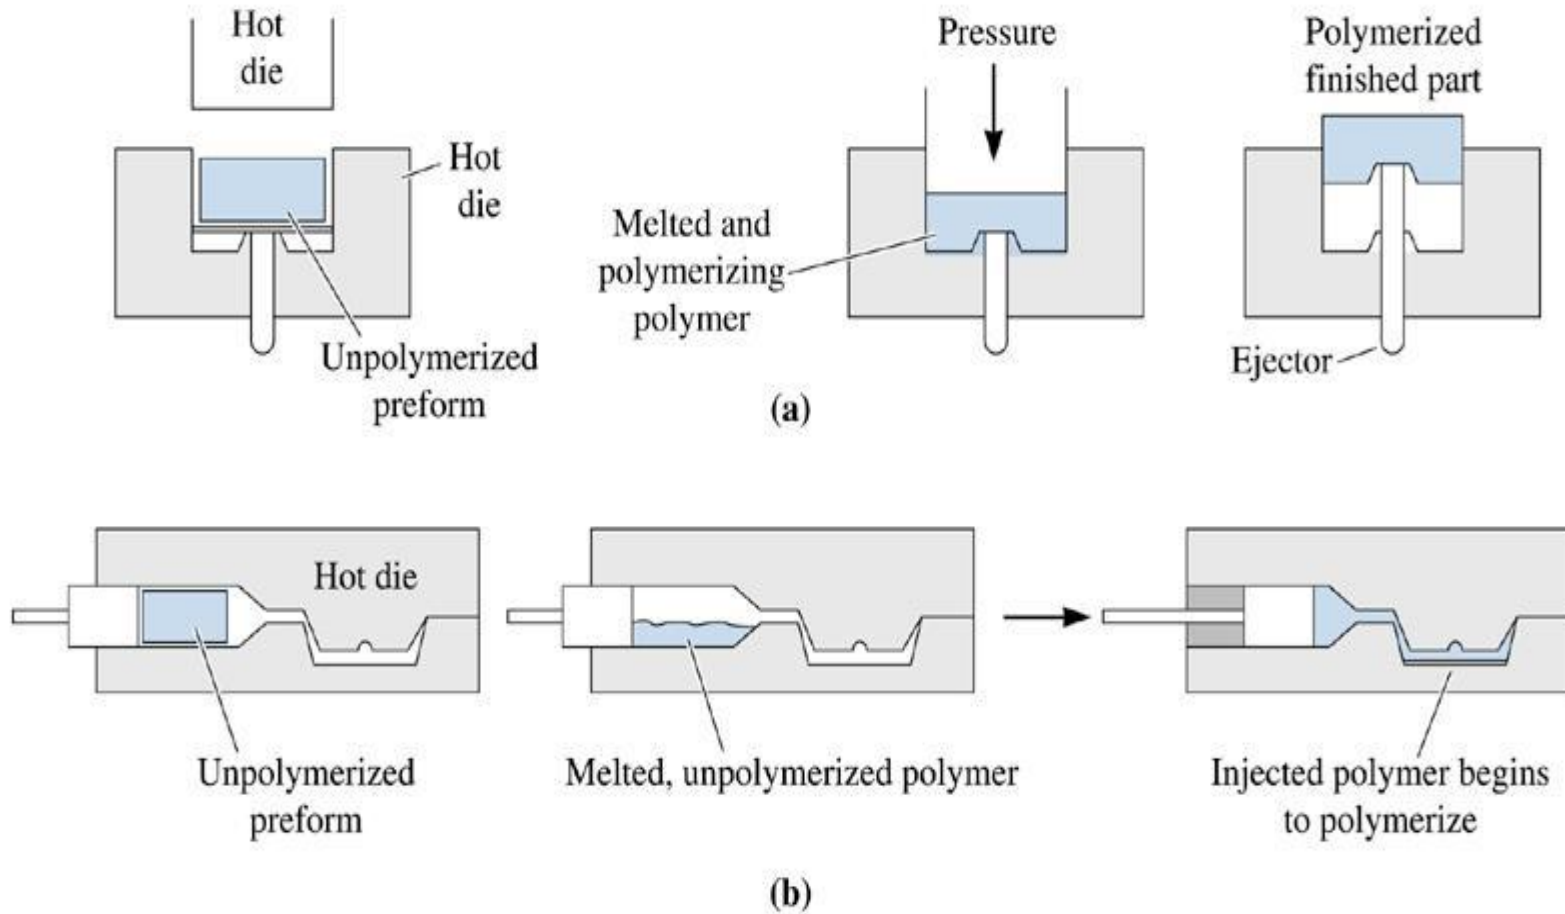 Hot
die
Hot
die
Unpolymerized
preform
Pressure
Melted and
polymerizing
polymer
Polymerized
finished part
Ejector
(a)
Hot die
Unpolymerized
preform
Melted, unpolymerized polymer
Injected polymer begins
to polymerize
(b)